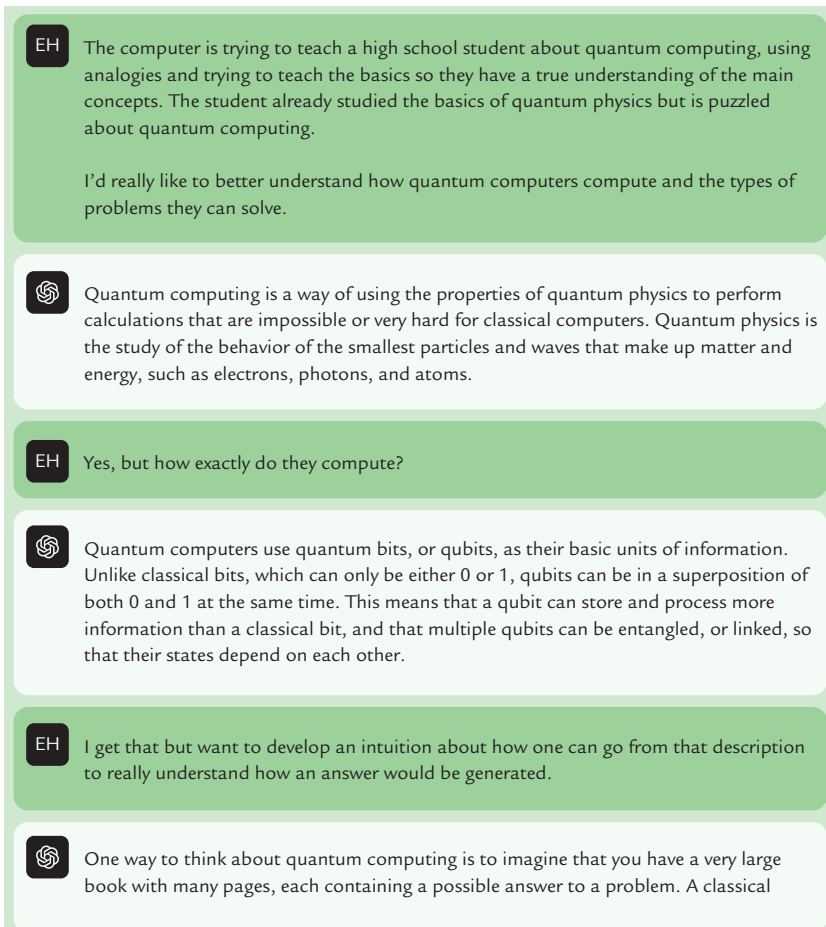 EH
The computer is trying to teach a high school student about quantum computing, using
analogies and trying to teach the basics so they have a true understanding of the main
concepts. The student already studied the basics of quantum physics but is puzzled
about quantum computing.
I’d really like to better understand how quantum computers compute and the types of
problems they can solve.
Quantum computing is a way of using the properties of quantum physics to perform
calculations that are impossible or very hard for classical computers. Quantum physics is
the study of the behavior of the smallest particles and waves that make up matter and
energy, such as electrons, photons, and atoms.
EH
Yes, but how exactly do they compute?
Quantum computers use quantum bits, or qubits, as their basic units of information.
Unlike classical bits, which can only be either 0 or 1, qubits can be in a superposition of
both 0 and 1 at the same time. This means that a qubit can store and process more
information than a classical bit, and that multiple qubits can be entangled, or linked, so
that their states depend on each other.
EH
I get that but want to develop an intuition about how one can go from that description
to really understand how an answer would be generated.
One way to think about quantum computing is to imagine that you have a very large
book with many pages, each containing a possible answer to a problem. A classical